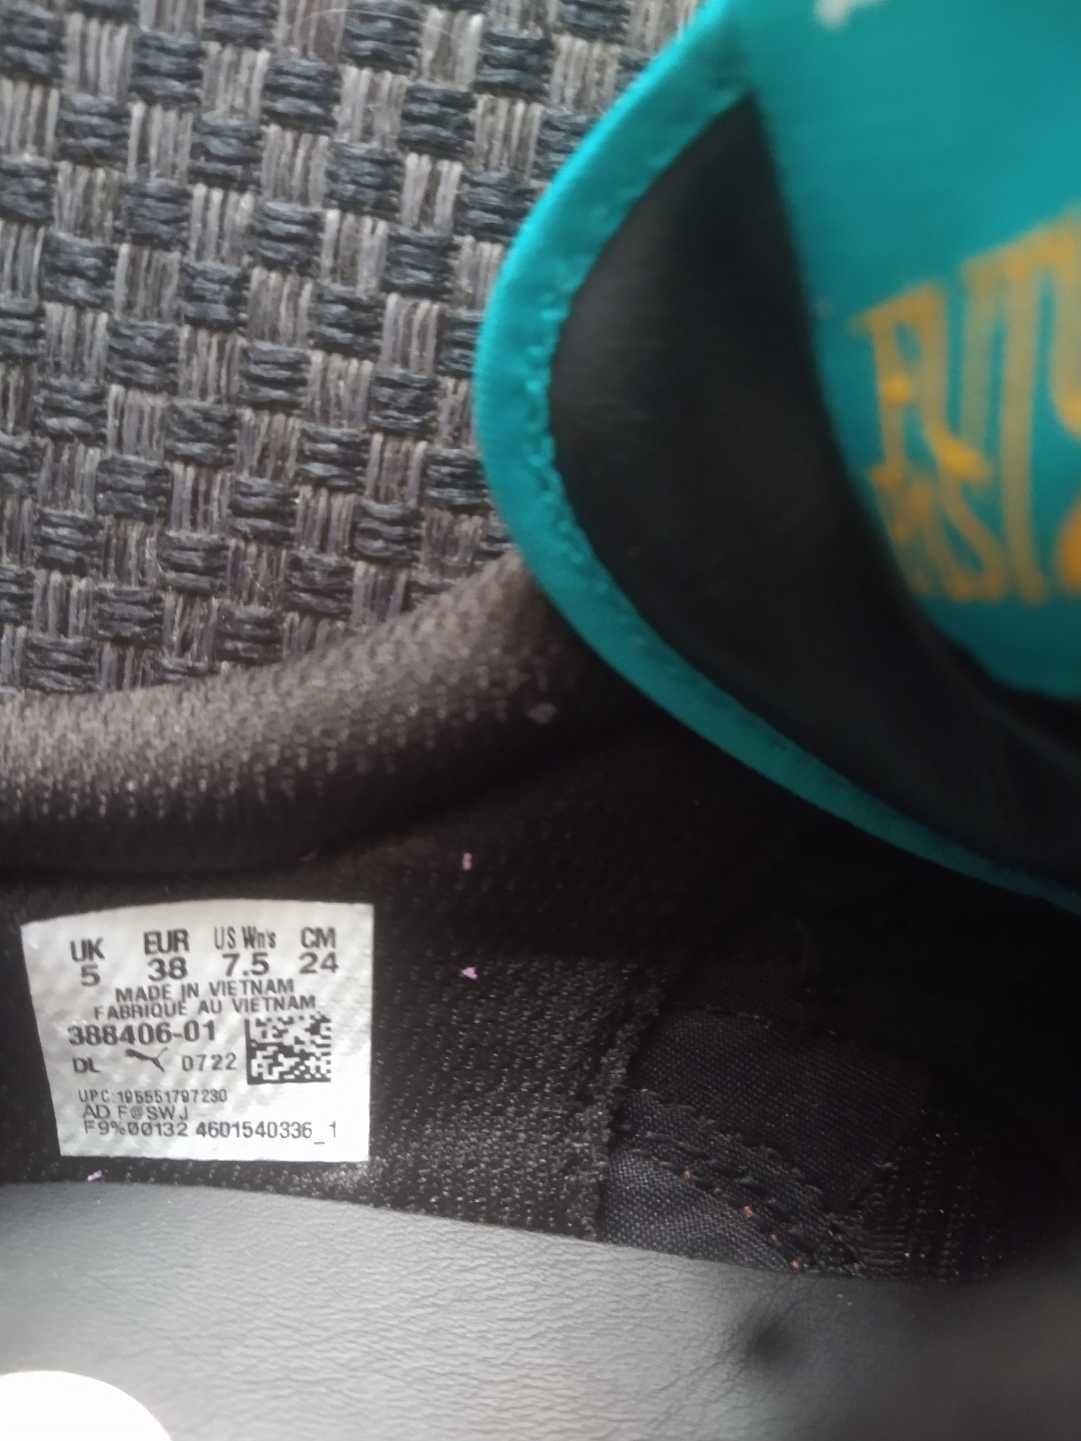 UK EUR US Wn's CM
5 38 7.5 24
MADE IN VIETNAM
FABRIQUE AU VIETNAM
388406-01
DL 0722
UPC:195551797230
AD F@SWJ
F9%00132 4601540336_1